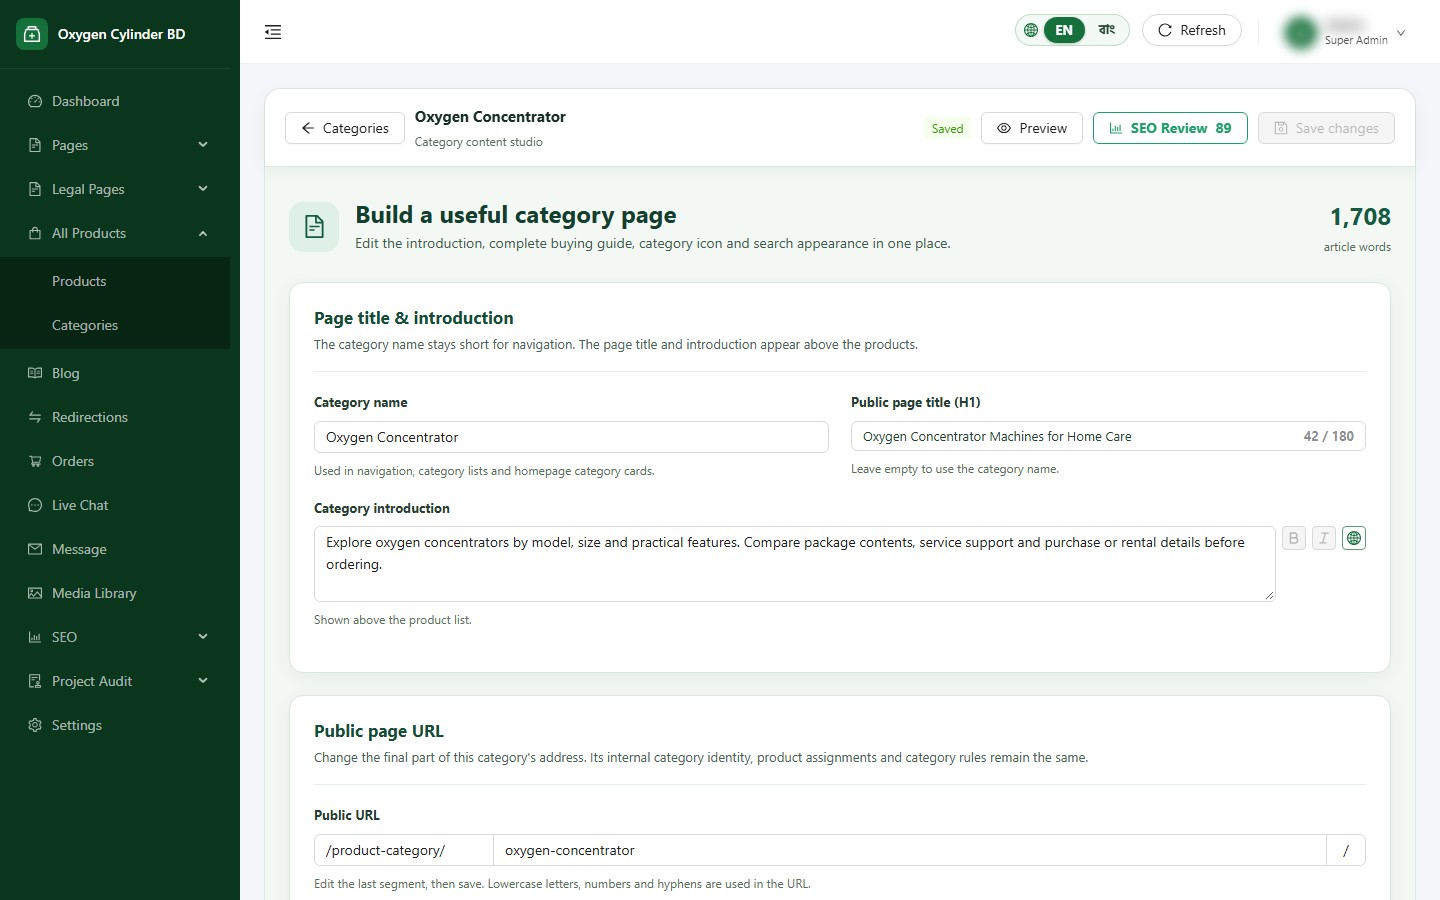 Oxygen Cylinder BD
Dashboard
Pages
Legal Pages
All Products
Products
Categories
Blog
Redirections
Orders
Live Chat
Message
Media Library
SEO
Project Audit
Settings
EN বাং
Refresh
Super Admin
Categories
Oxygen Concentrator
Category content studio
Saved
Preview
SEO Review 89
Save changes
Build a useful category page
Edit the introduction, complete buying guide, category icon and search appearance in one place.
1,708
article words
Page title & introduction
The category name stays short for navigation. The page title and introduction appear above the products.
Category name
Oxygen Concentrator
Used in navigation, category lists and homepage category cards.
Public page title (H1)
Oxygen Concentrator Machines for Home Care 42 / 180
Leave empty to use the category name.
Category introduction
Explore oxygen concentrators by model, size and practical features. Compare package contents, service support and purchase or rental details before
ordering.
B I
Shown above the product list.
Public page URL
Change the final part of this category's address. Its internal category identity, product assignments and category rules remain the same.
Public URL
/product-category/ oxygen-concentrator /
Edit the last segment, then save. Lowercase letters, numbers and hyphens are used in the URL.